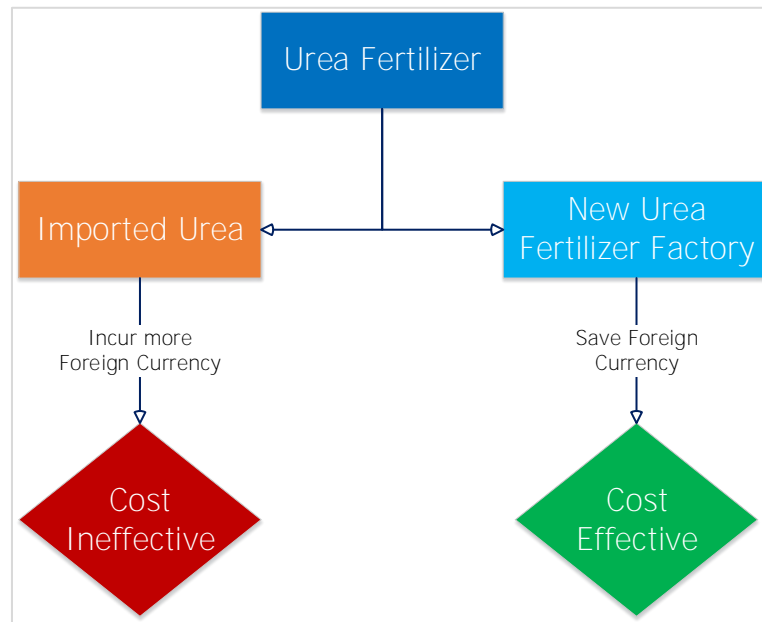 Urea Fertilizer
Imported Urea
New Urea
Fertilizer Factory
Incur more
Foreign Currency
Save Foreign
Currency
Cost
Ineffective
Cost
Effective